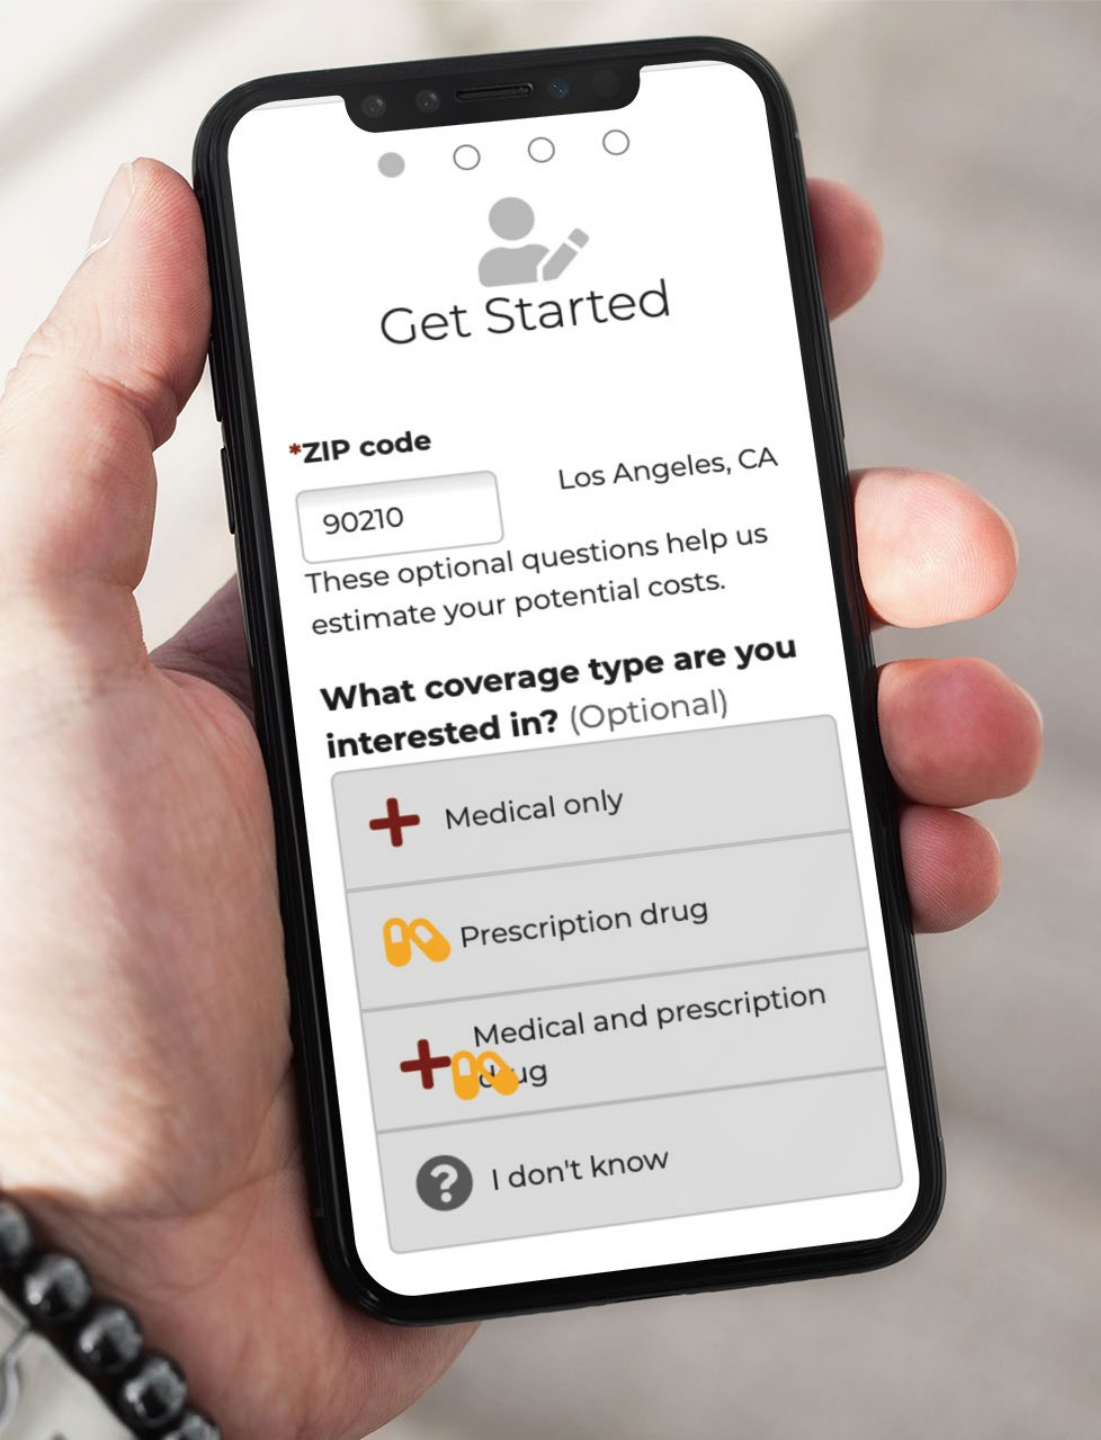 Get Started
*ZIP code
90210
Los Angeles, CA
These optional questions help us
estimate your potential costs.
What coverage type are you
interested in? (Optional)
Medical only
Prescription drug
Medical and prescription
drug
I don't know